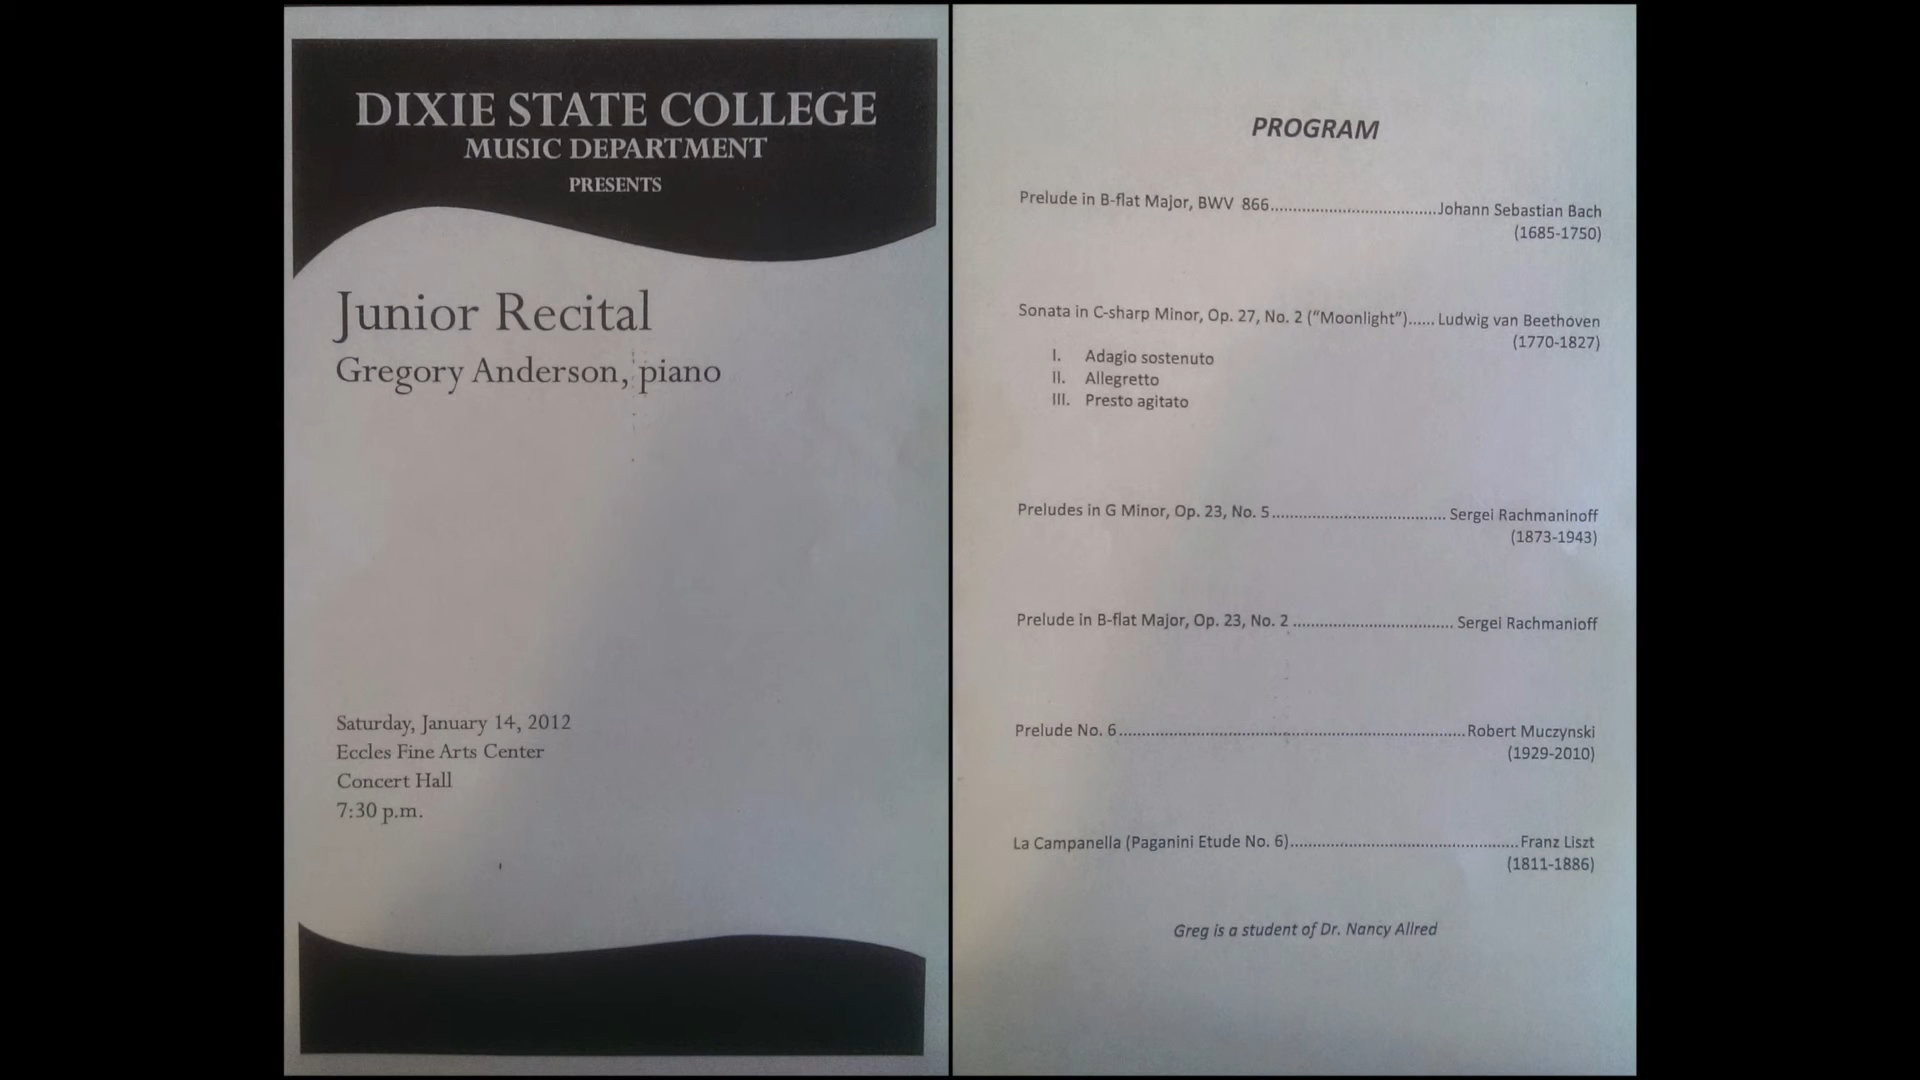 DIXIE STATE COLLEGE
MUSIC DEPARTMENT
PRESENTS
Junior Recital
Gregory Anderson, piano
Saturday, January 14, 2012
Eccles Fine Arts Center
Concert Hall
7:30 p.m.
PROGRAM
Prelude in B-flat Major, BWV 866....................................Johann Sebastian Bach
(1685-1750)
Sonata in C-sharp Minor, Op. 27, No. 2 ("Moonlight")...... Ludwig van Beethoven
(1770-1827)
I. Adagio sostenuto
II. Allegretto
III. Presto agitato
Preludes in G Minor, Op. 23, No. 5...................................... Sergei Rachmaninoff
(1873-1943)
Prelude in B-flat Major, Op. 23, No. 2 ................................... Sergei Rachmanioff
Prelude No. 6...........................................................................Robert Muczynski
(1929-2010)
La Campanella (Paganini Etude No. 6)..................................................Franz Liszt
(1811-1886)
Greg is a student of Dr. Nancy Allred